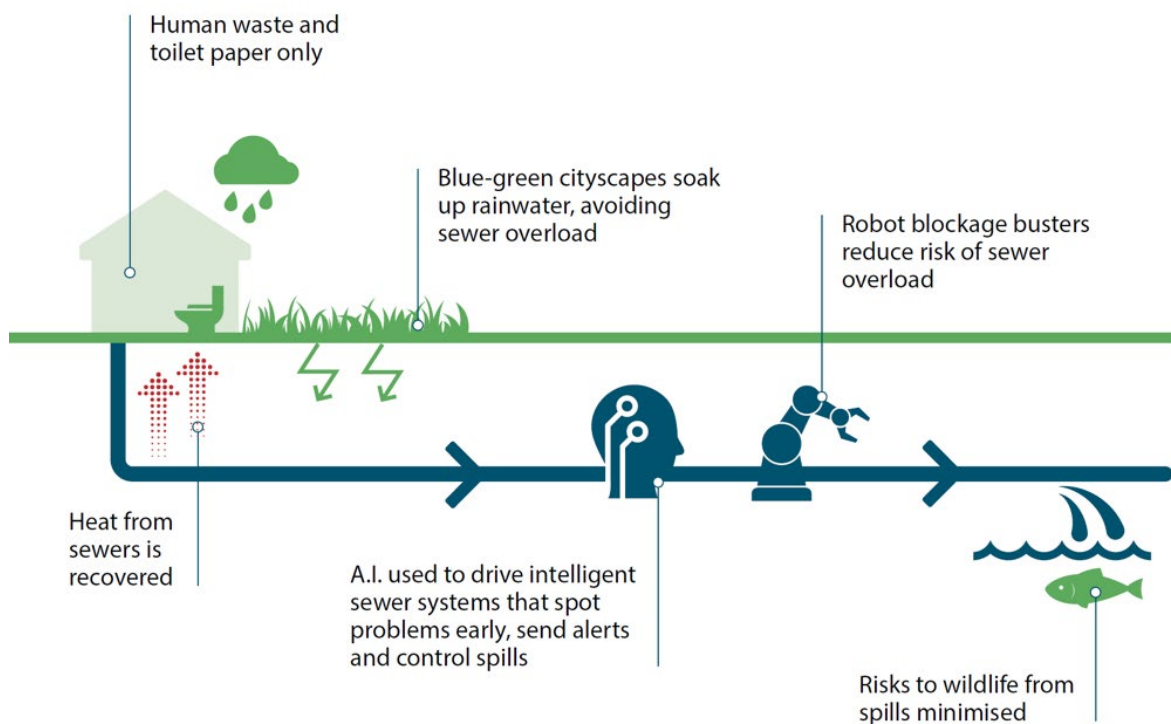 Human waste and
toilet paper only
Blue-green cityscapes soak
up rainwater, avoiding
sewer overload
Robot blockage busters
reduce risk of sewer
overload
Heat from
sewers is
recovered
A.I. used to drive intelligent
sewer systems that spot
problems early, send alerts
and control spills
Risks to wildlife from
spills minimised